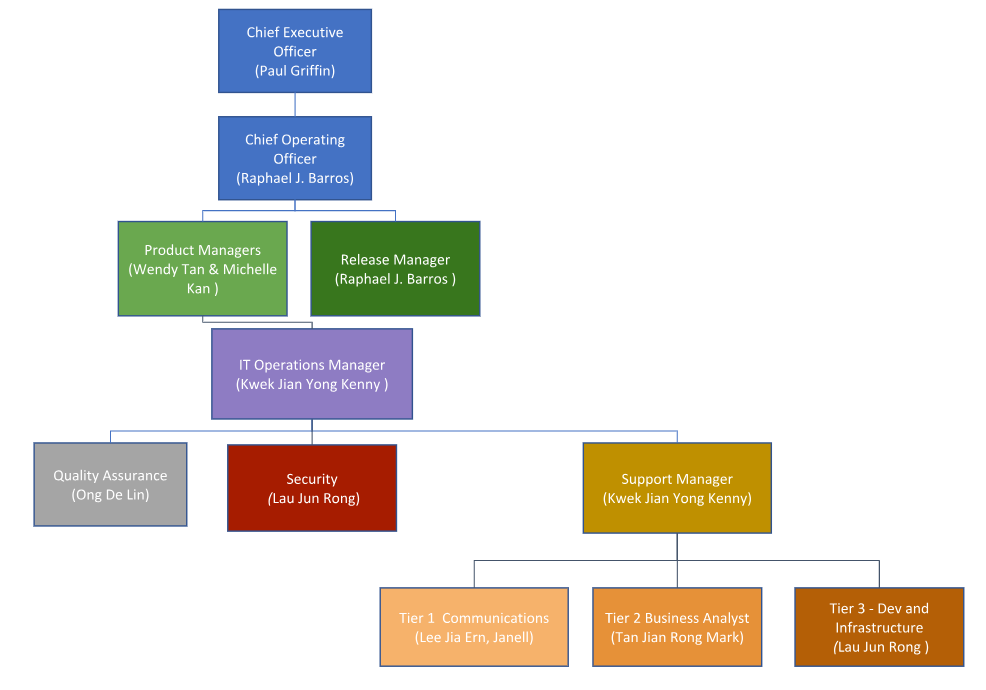 Chief Executive
Officer
(Paul Griffin)
Chief Operating
Officer
(Raphael J. Barros)
Product Managers
(Wendy Tan & Michelle
Kan )
Release Manager
(Raphael J. Barros )
IT Operations Manager
(Kwek Jian Yong Kenny )
Quality Assurance
(Ong De Lin)
Security
(Lau Jun Rong)
Support Manager
(Kwek Jian Yong Kenny)
Tier 1  Communications
(Lee Jia Ern, Janell)
Tier 2 Business Analyst
(Tan Jian Rong Mark)
Tier 3 - Dev and
Infrastructure
(Lau Jun Rong )